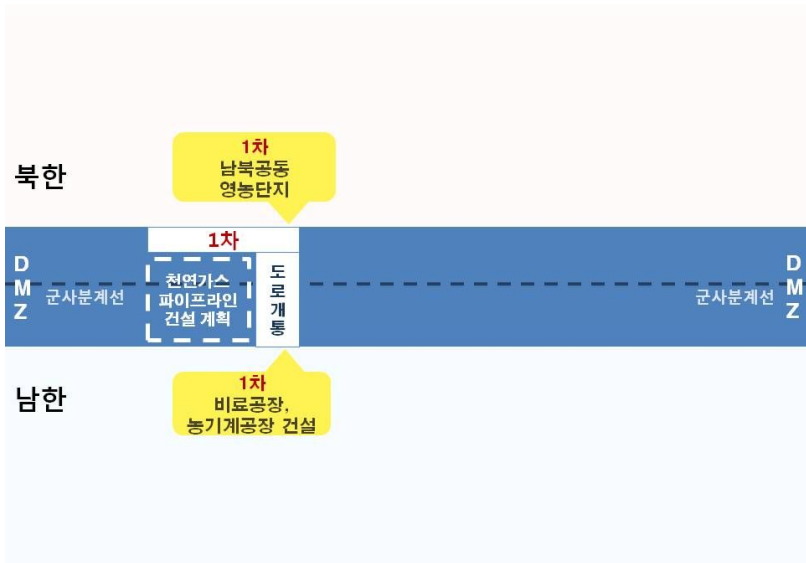 1차
남북공동
영농단지
북한
1차
DMZ
군사분계선
천연가스
파이프라인
건설 계획
도로개통
군사분계선
DMZ
남한
1차
비료공장,
농기계공장 건설